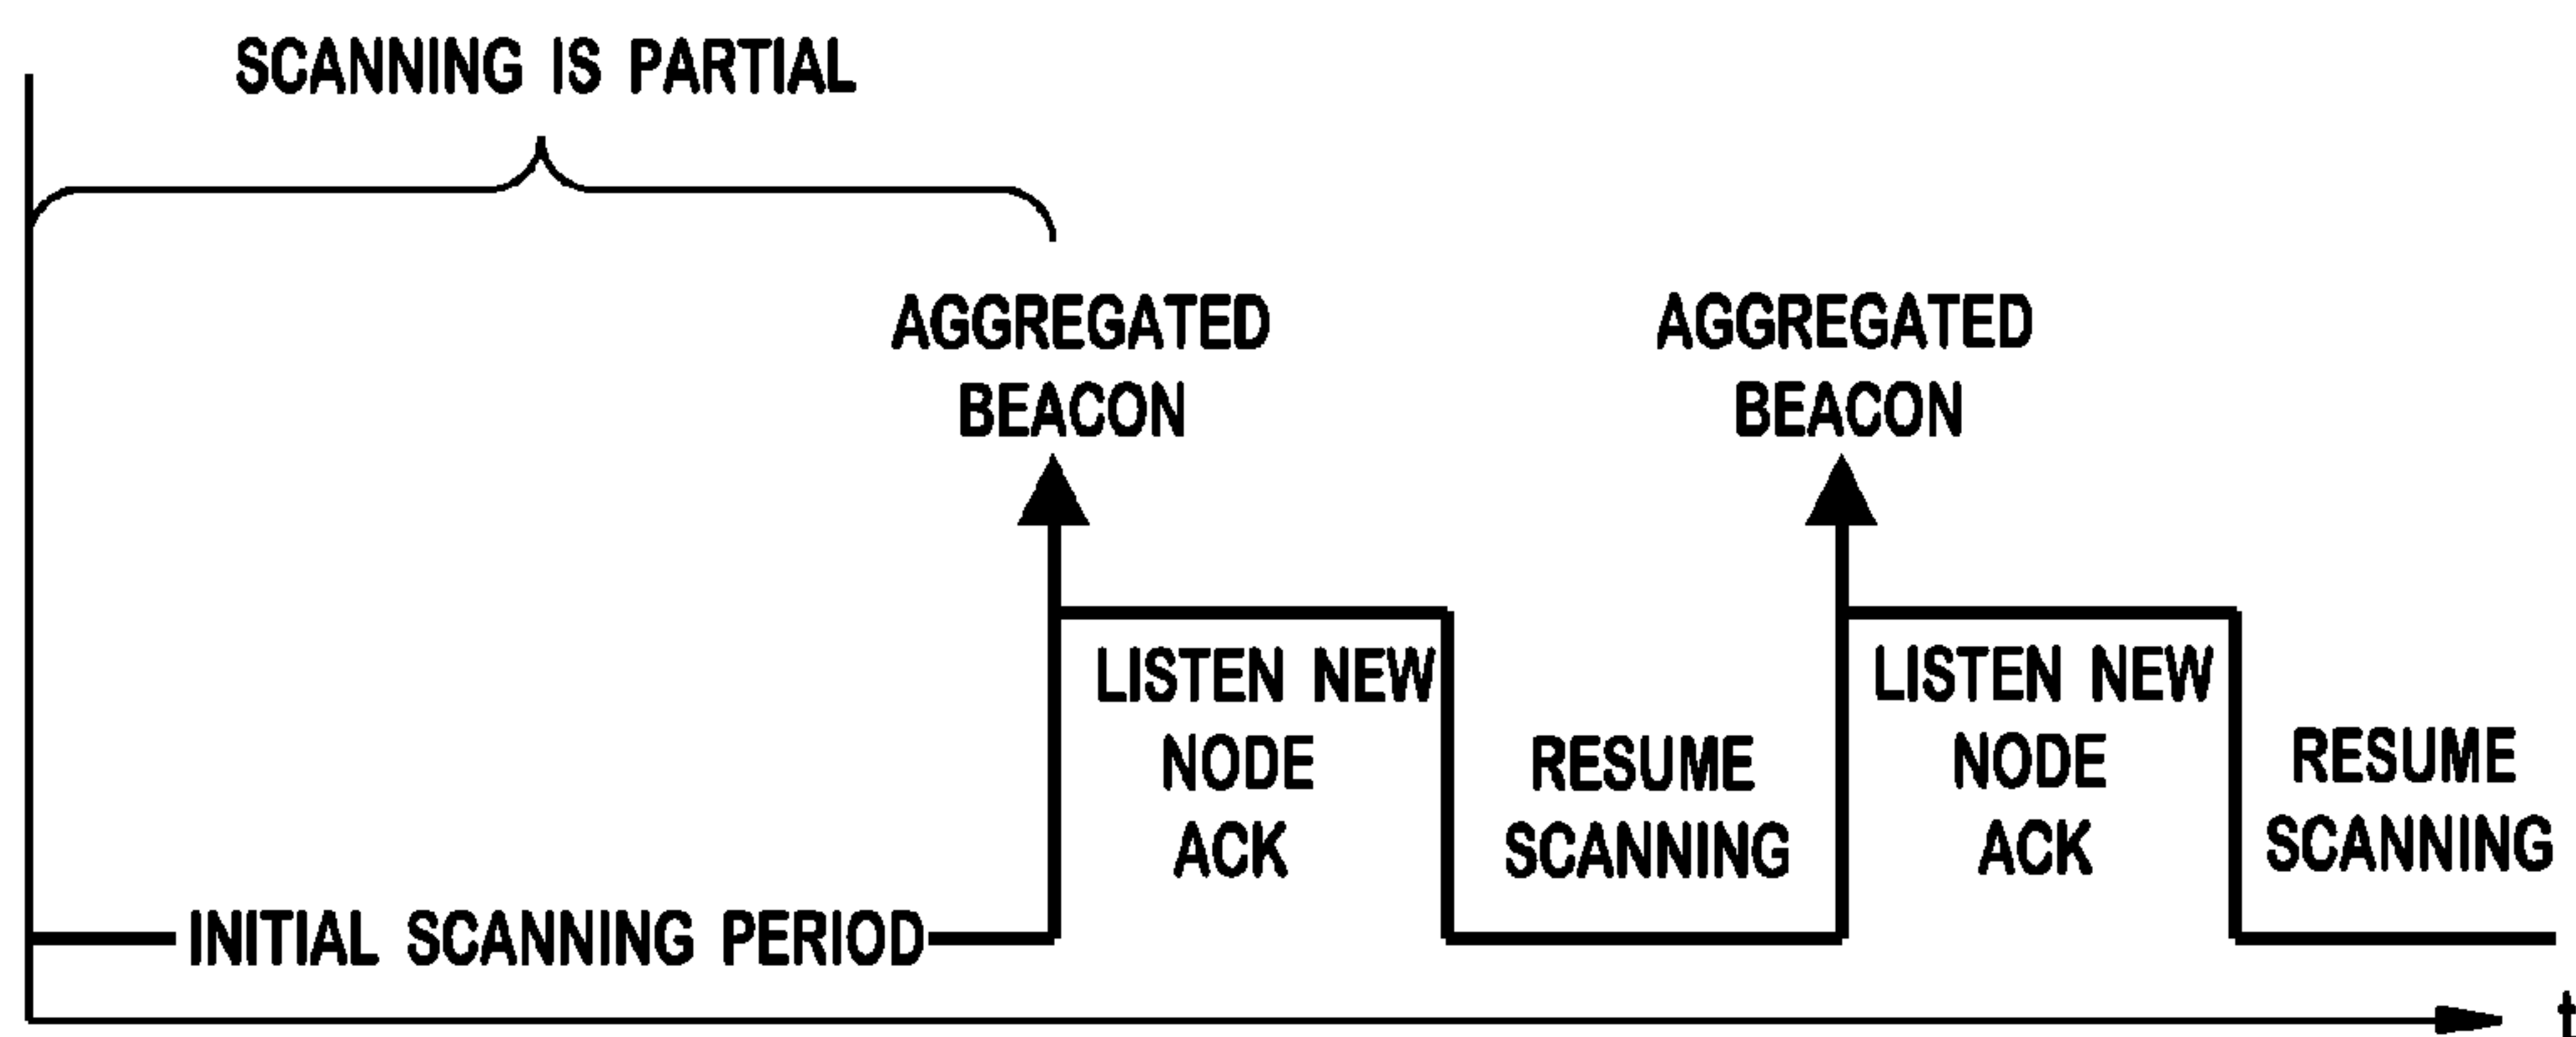 SCANNING IS PARTIAL
AGGREGATED
BEACON
AGGREGATED
BEACON
LISTEN NEW
NODE
ACK
RESUME
SCANNING
LISTEN NEW
NODE
ACK
RESUME
SCANNING
INITIAL SCANNING PERIOD
t